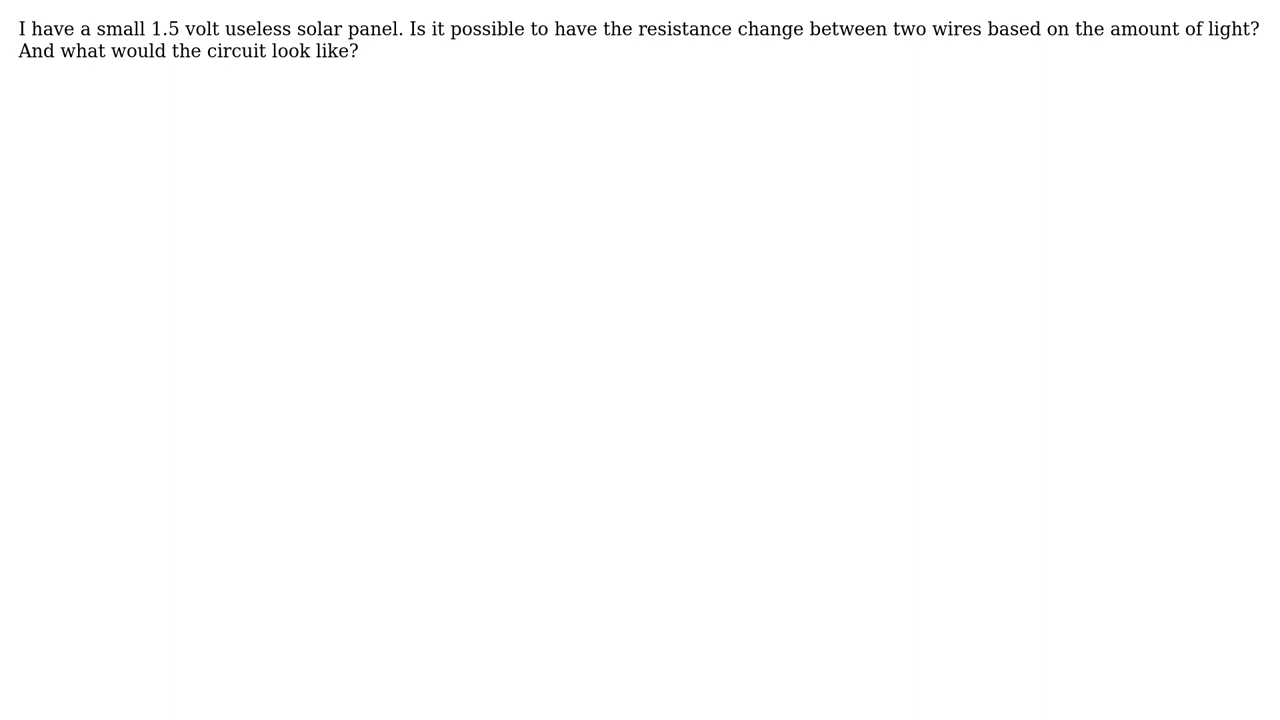 I have a small 1.5 volt useless solar panel. Is it possible to have the resistance change between two wires based on the amount of light?
And what would the circuit look like?